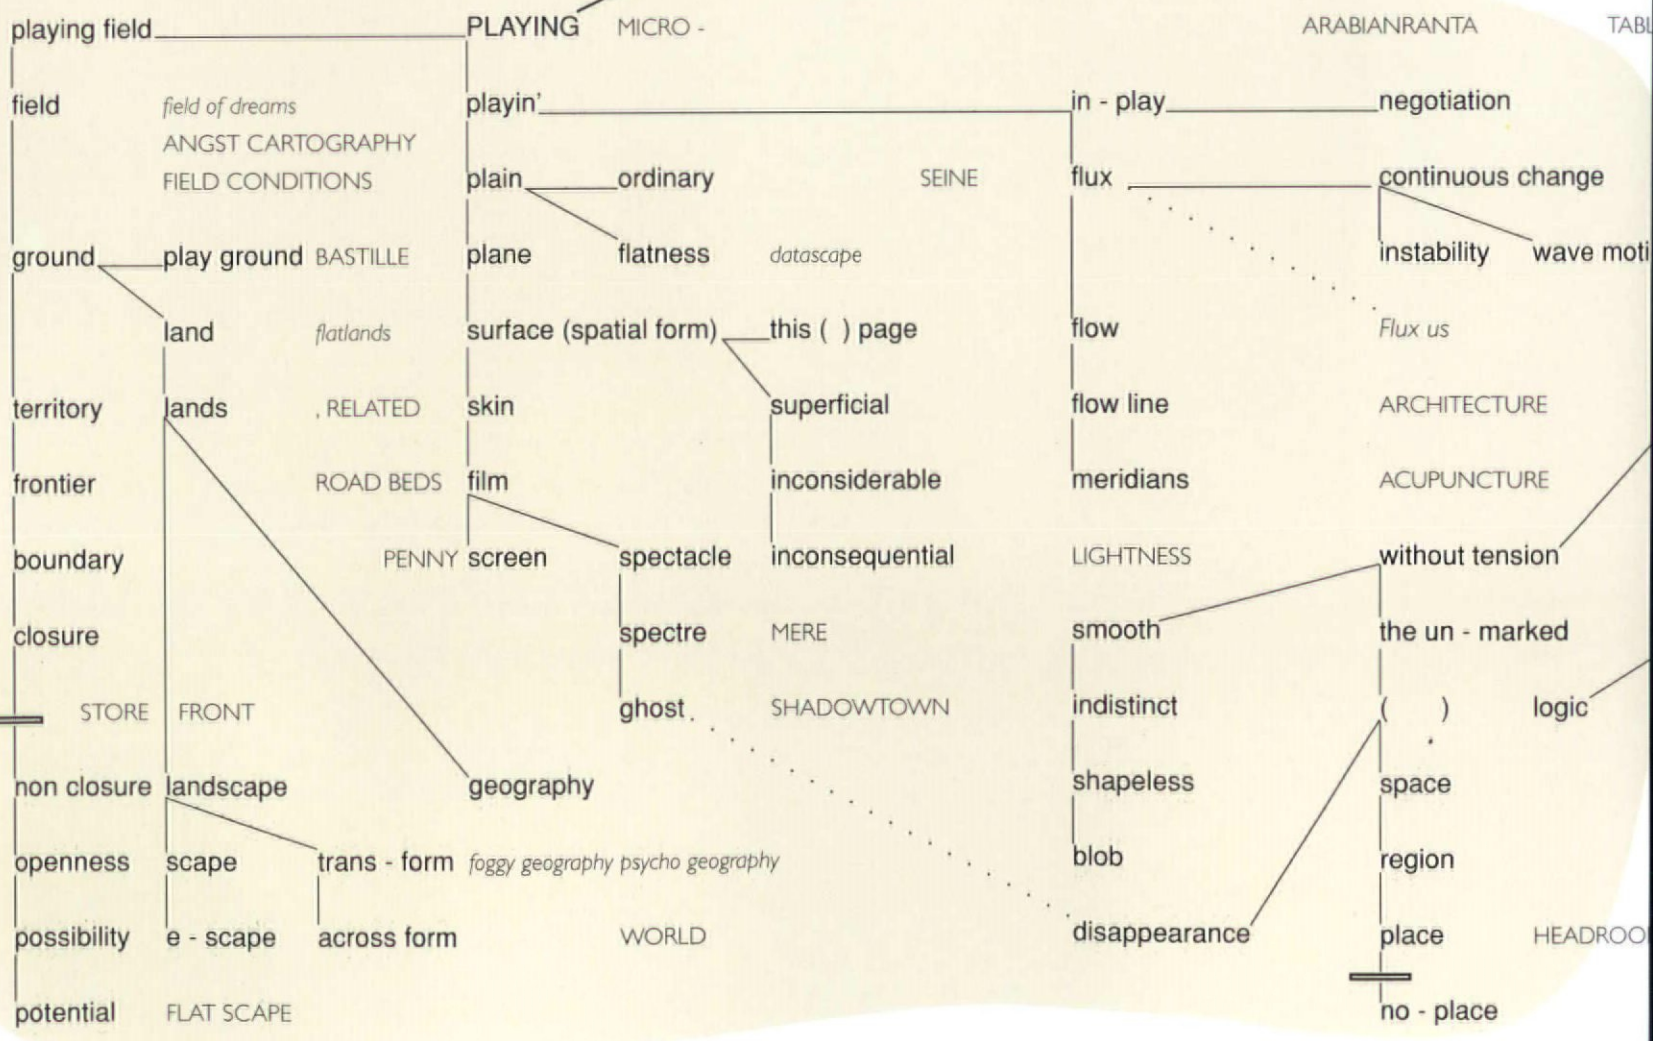 playing field PLAYING MICRO - ARABIANRANTA
field field of dreams playin' in - play negotiation
ANGST CARTOGRAPHY
FIELD CONDITIONS plain ordinary SEINE flux continuous change
ground play ground BASTILLE plane flatness datascape instability wave
land flatlands surface (spatial form) this ( ) page flow Flux us
territory lands , RELATED skin superficial flow line ARCHITECTURE
frontier ROAD BEDS film inconsiderable meridians ACUPUNCTURE
boundary PENNY screen spectacle inconsequential LIGHTNESS without tension
closure spectre MERE smooth the un - marked
STORE FRONT ghost SHADOWTOWN indistinct ( ) logic
non closure landscape geography shapeless space
openness scape trans - form foggy geography psycho geography blob region
possibility e - scape across form WORLD disappearance place
potential FLAT SCAPE no - place